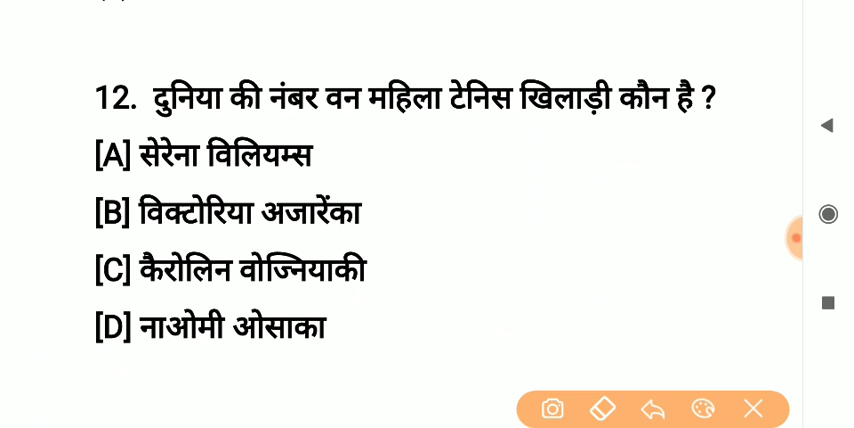 12. दुनिया की नंबर वन महिला टेनिस खिलाड़ी कौन है ?
[A] सेरेना विलियम्स
[B] विक्टोरिया अजारेंका
[C] कैरोलिन वोज्नियाकी
[D] नाओमी ओसाका